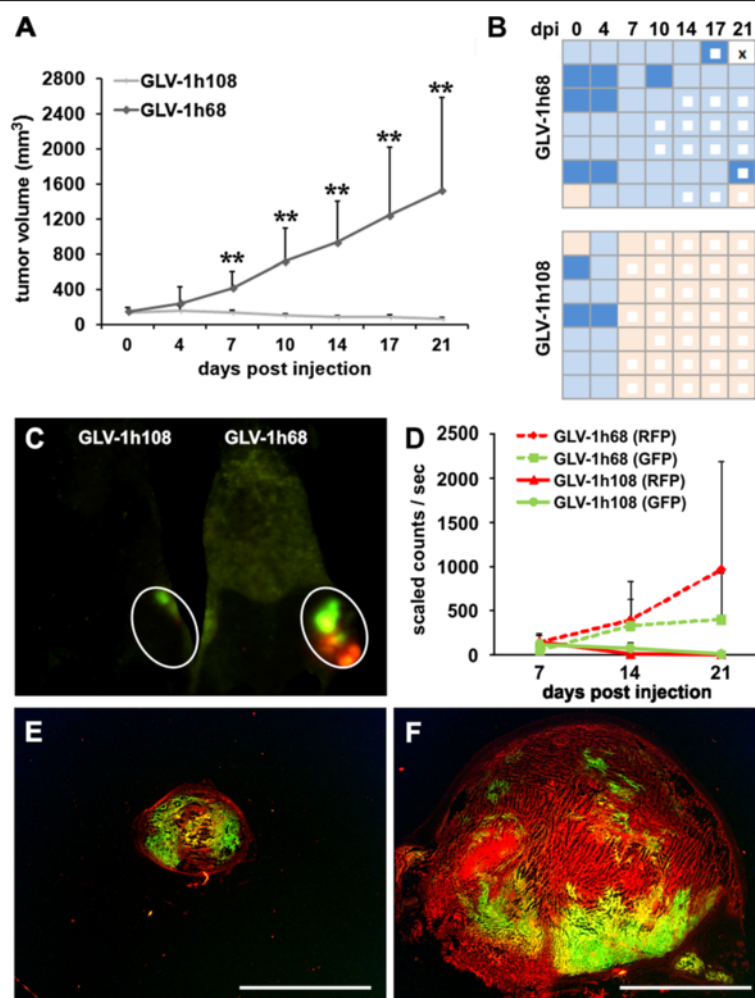 A
GLV-1h108
GLV-1h68
tumor volume (mm3)
2800
2400
2000
1600
1200
800
400
0
**
**
**
**
**
**
0 4 7 10 14 17 21
days post injection
B
dpi 0 4 7 10 14 17 21
GLV-1h68
x
GLV-1h108
C
GLV-1h108 GLV-1h68
D
scaled counts / sec
2500
2000
1500
1000
500
0
GLV-1h68 (RFP)
GLV-1h68 (GFP)
GLV-1h108 (RFP)
GLV-1h108 (GFP)
7 14 21
days post injection
E
F